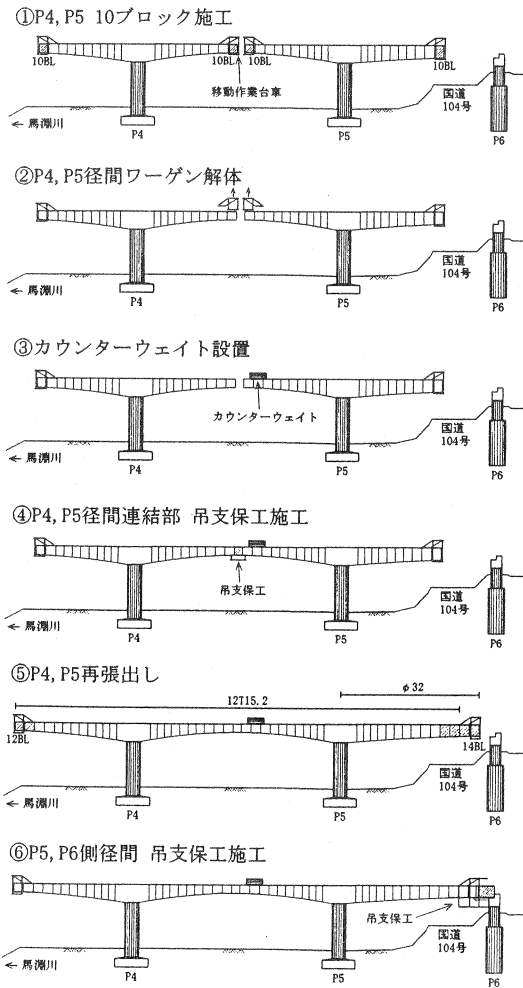 ①P4, P5 10ブロック施工
10BL
10BL
10BL
10BL
移動作業台車
国道
104号
← 馬淵川
P4
P5
P6
②P4, P5径間ワーゲン解体
国道
104号
← 馬淵川
P4
P5
P6
③カウンターウェイト設置
カウンターウェイト
国道
104号
← 馬淵川
P4
P5
P6
④P4, P5径間連結部 吊支保工施工
吊支保工
国道
104号
← 馬淵川
P4
P5
P6
⑤P4, P5再張出し
12T15.2
φ32
12BL
14BL
国道
104号
← 馬淵川
P4
P5
P6
⑥P5, P6側径間 吊支保工施工
吊支保工
国道
104号
← 馬淵川
P4
P5
P6